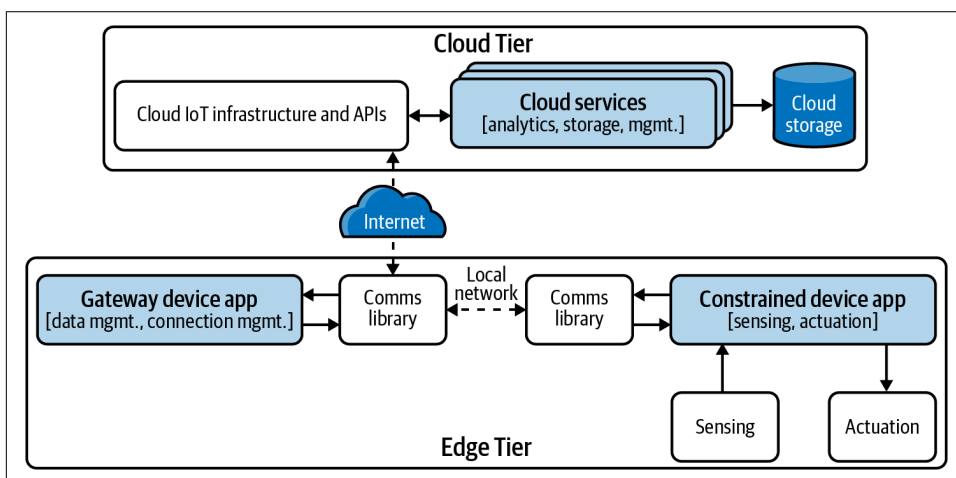 Cloud Tier
Cloud IoT infrastructure and APIs
Cloud services
[analytics, storage, mgmt.]
Cloud
storage
Internet
Gateway device app
[data mgmt., connection mgmt.]
Comms
library
Local
network
Comms
library
Constrained device app
[sensing, actuation]
Sensing
Actuation
Edge Tier